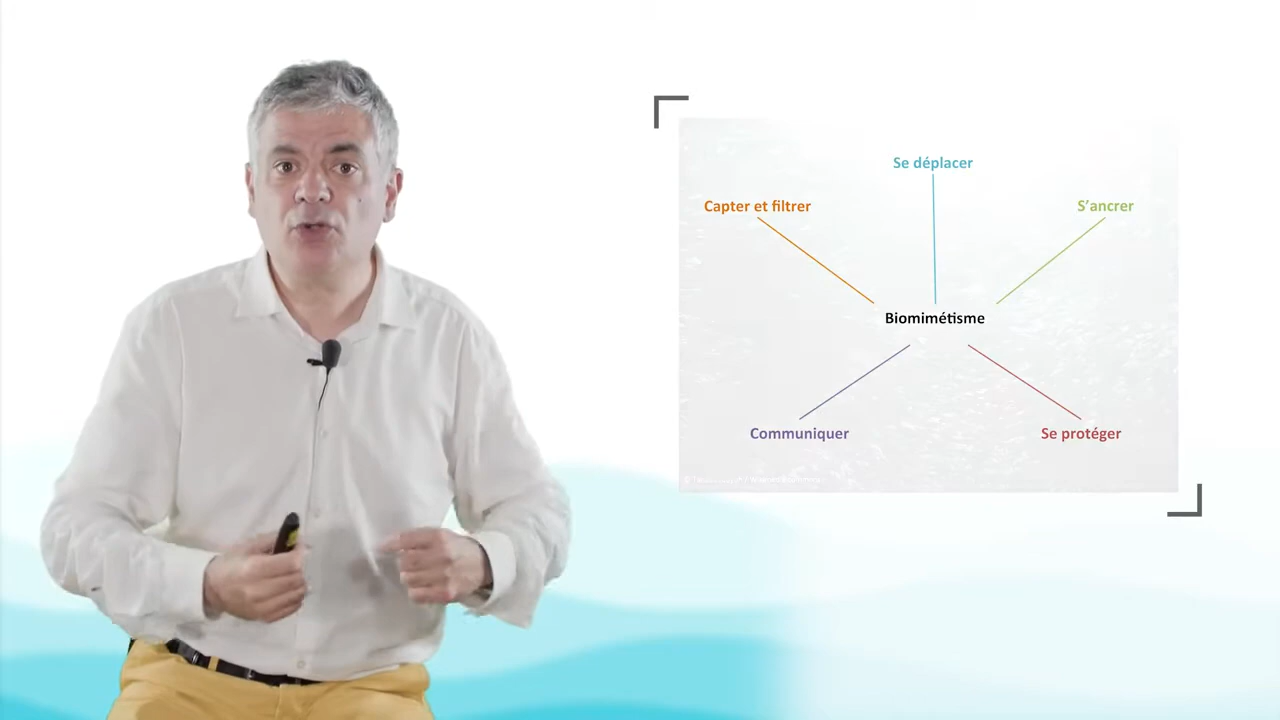 Se déplacer
Capter et filtrer
S’ancrer
Biomimétisme
Communiquer
Se protéger